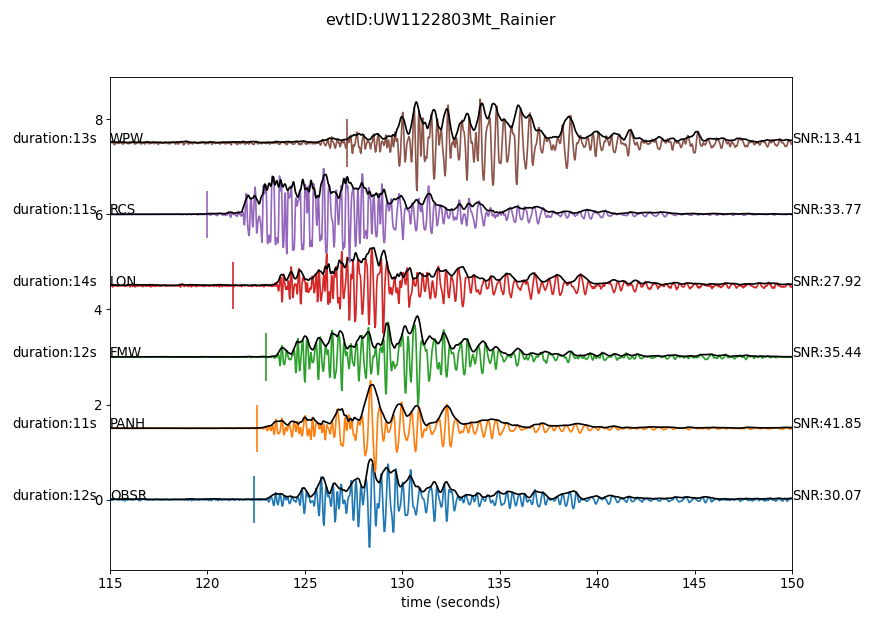 evtID:UW1122803Mt_Rainier
8
duration:13s WPW SNR:13.41
duration:11s 6 RCS SNR:33.77
duration:14s LON SNR:27.92
4
duration:12s FMW SNR:35.44
2
duration:11s PANH SNR:41.85
duration:12s 0 OBSR SNR:30.07
115 120 125 130 135 140 145 150
time (seconds)